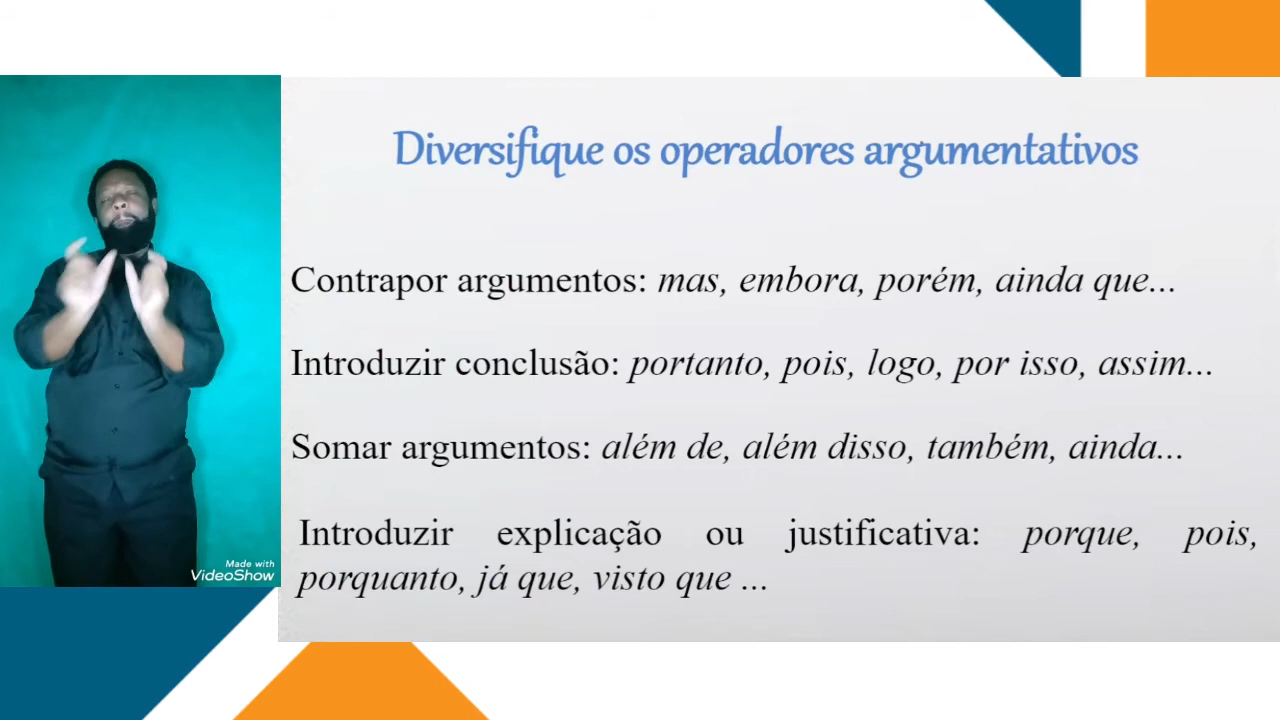 Diversifique os operadores argumentativos
Contrapor argumentos: mas, embora, porém, ainda que...
Introduzir conclusão: portanto, pois, logo, por isso, assim...
Somar argumentos: além de, além disso, também, ainda...
Introduzir explicação ou justificativa: porque, pois,
porquanto, já que, visto que ...
Made with
VideoShow